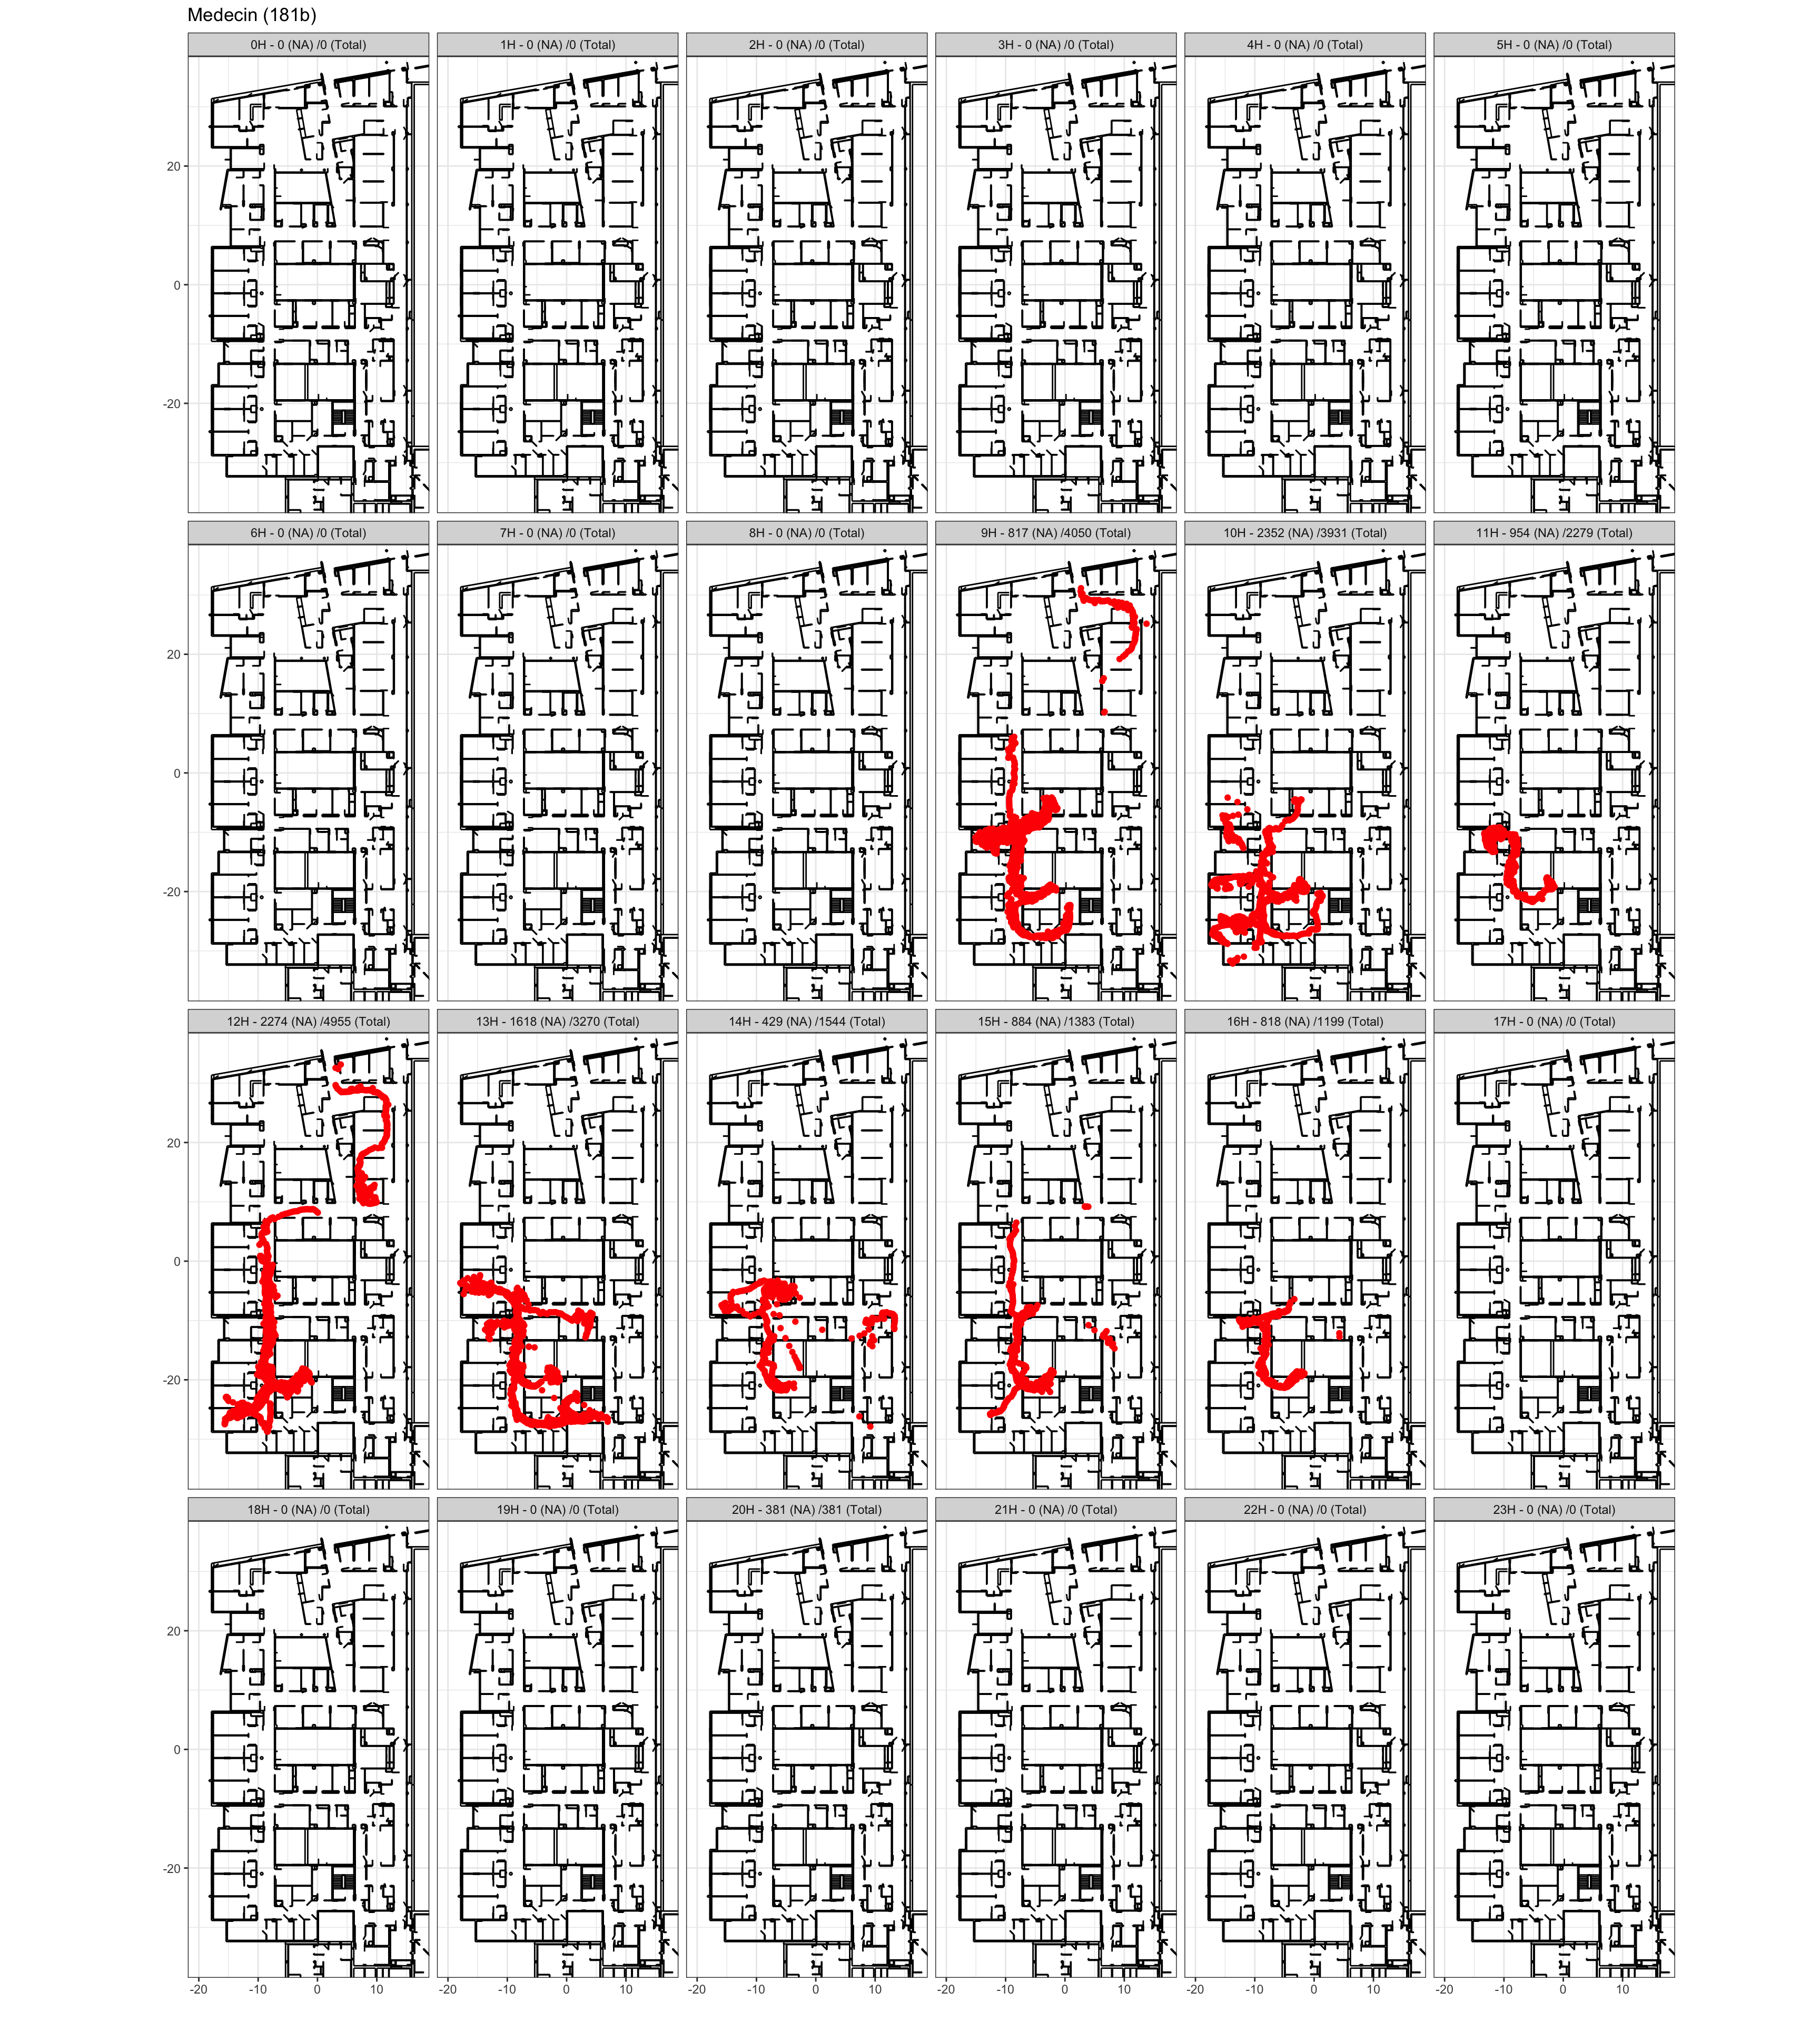 Medecin (181b)
0H - 0 (NA) /0 (Total) 1H - 0 (NA) /0 (Total) 2H - 0 (NA) /0 (Total) 3H - 0 (NA) /0 (Total) 4H - 0 (NA) /0 (Total) 5H - 0 (NA) /0 (Total)
20
0
-20
6H - 0 (NA) /0 (Total) 7H - 0 (NA) /0 (Total) 8H - 0 (NA) /0 (Total) 9H - 817 (NA) /4050 (Total) 10H - 2352 (NA) /3931 (Total) 11H - 954 (NA) /2279 (Total)
20
0
-20
12H - 2274 (NA) /4955 (Total) 13H - 1618 (NA) /3270 (Total) 14H - 429 (NA) /1544 (Total) 15H - 884 (NA) /1383 (Total) 16H - 818 (NA) /1199 (Total) 17H - 0 (NA) /0 (Total)
20
0
-20
18H - 0 (NA) /0 (Total) 19H - 0 (NA) /0 (Total) 20H - 381 (NA) /381 (Total) 21H - 0 (NA) /0 (Total) 22H - 0 (NA) /0 (Total) 23H - 0 (NA) /0 (Total)
20
0
-20
-20 -10 0 10 -20 -10 0 10 -20 -10 0 10 -20 -10 0 10 -20 -10 0 10 -20 -10 0 10